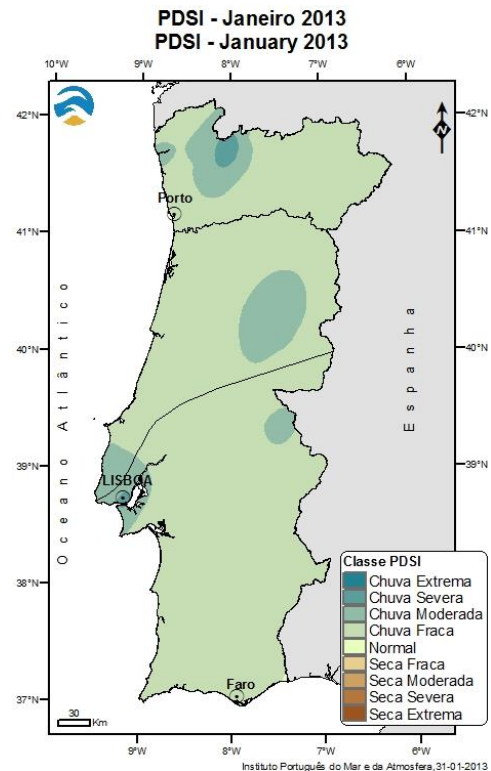 PDSI - Janeiro 2013
PDSI - January 2013
10°W 9°W 8°W 7°W 6°W
42°N 42°N
N
Porto
41°N 41°N
Oceano Atlântico
Espanha
40°N 40°N
39°N 39°N
LISBOA
Classe PDSI
Chuva Extrema
Chuva Severa
Chuva Moderada
Chuva Fraca
Normal
Seca Fraca
Seca Moderada
Seca Severa
Seca Extrema
38°N 38°N
Faro
37°N 37°N
30
Km
9°W 8°W 7°W 6°W
Instituto Português do Mar e da Atmosfera,31-01-2013